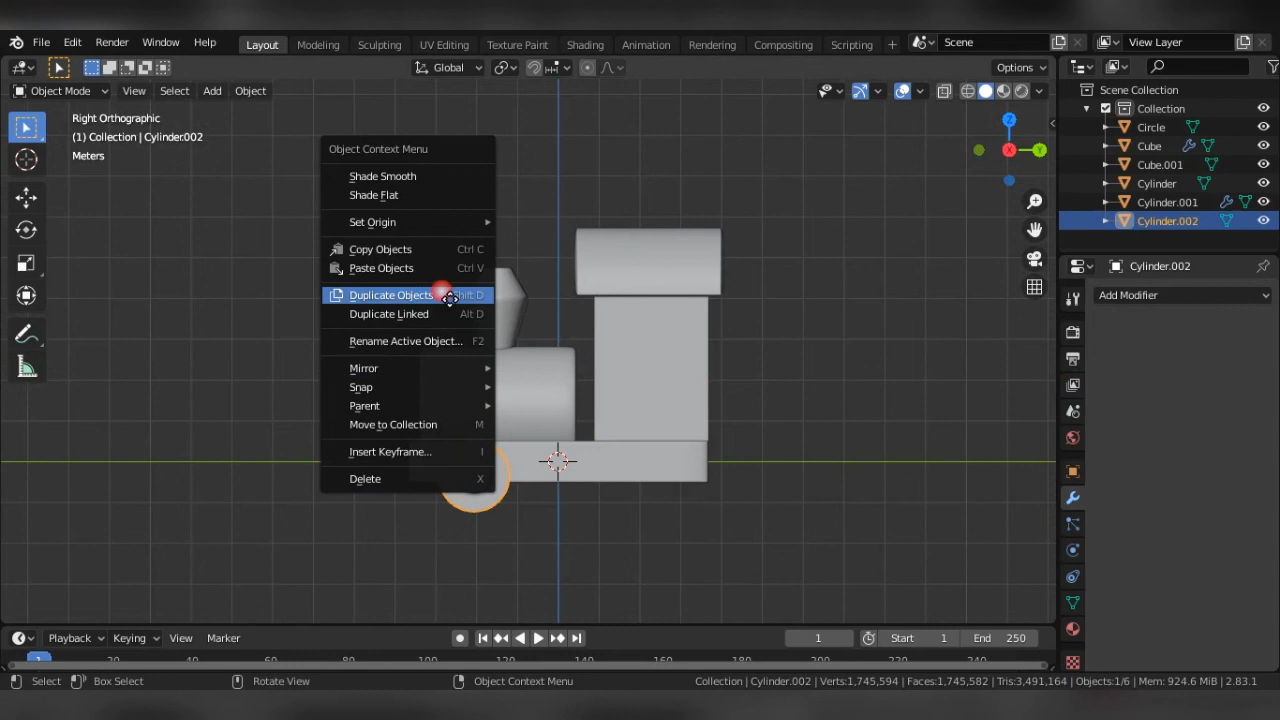 File Edit Render Window Help Layout Modeling Sculpting UV Editing Texture Paint Shading Animation Rendering Compositing Scripting + Scene View Layer
Global Options
Object Mode View Select Add Object
Right Orthographic
(1) Collection | Cylinder.002
Meters
Object Context Menu
Shade Smooth
Shade Flat
Set Origin
Copy Objects Ctrl C
Paste Objects Ctrl V
Duplicate Objects Shift D
Duplicate Linked Alt D
Rename Active Object... F2
Mirror
Snap
Parent
Move to Collection M
Insert Keyframe... I
Delete X
Z
X
Y
Scene Collection
Collection
Circle
Cube
Cube.001
Cylinder
Cylinder.001
Cylinder.002
Cylinder.002
Add Modifier
Playback Keying View Marker 1 Start 1 End 250
1 20 80 100 120 140 160 240
Select Box Select Rotate View Object Context Menu Collection | Cylinder.002 | Verts:1,745,594 | Faces:1,745,582 | Tris:3,491,164 | Objects:1/6 | Mem: 924.6 MiB | 2.83.1